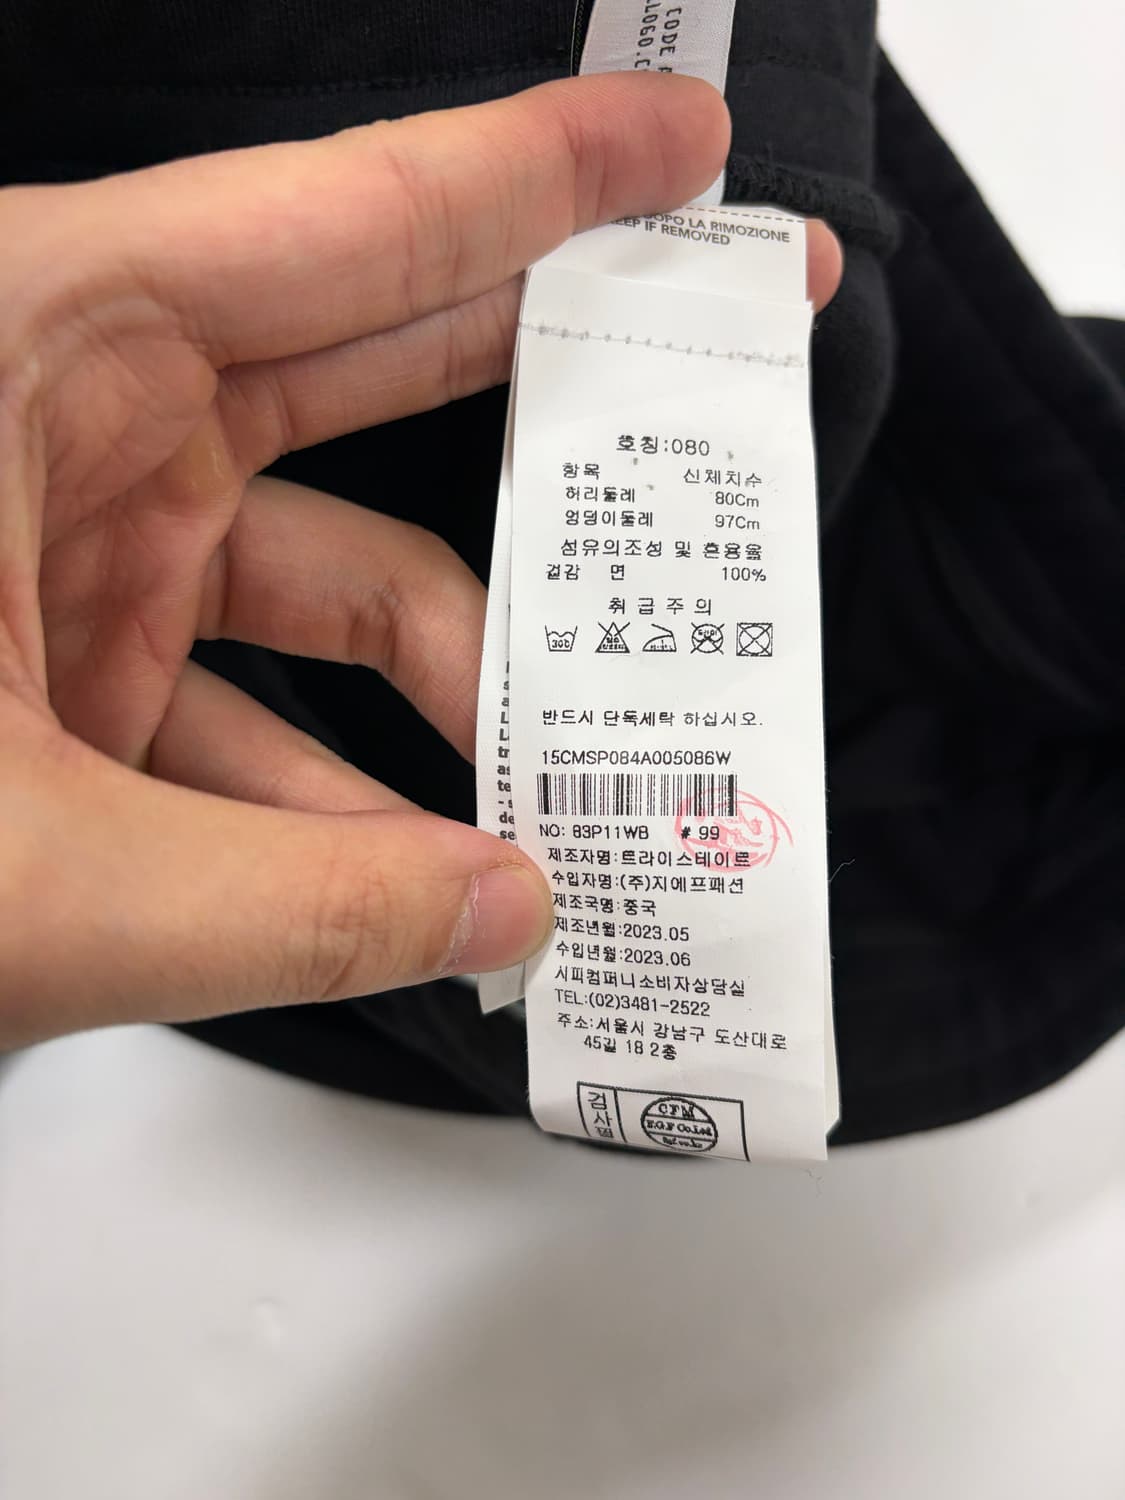 CODE
LLOGO.C
DOPO LA RIMOZIONE
KEEP IF REMOVED
호칭:080
항목 신체치수
허리둘레 80Cm
엉덩이둘레 97Cm
섬유의조성 및 혼용율
겉감 면 100%
취급주의
30℃
반드시 단독세탁 하십시오.
15CMSP084A005086W
NO: 83P11WB # 99
제조자명:트라이스테이트
수입자명:(주)지에프패션
제조국명:중국
제조년월:2023.05
수입년월:2023.06
시피컴퍼니소비자상담실
TEL:(02)3481-2522
주소:서울시 강남구 도산대로
45길 18 2층
검사필
CFM
F.G.F Co.Ltd